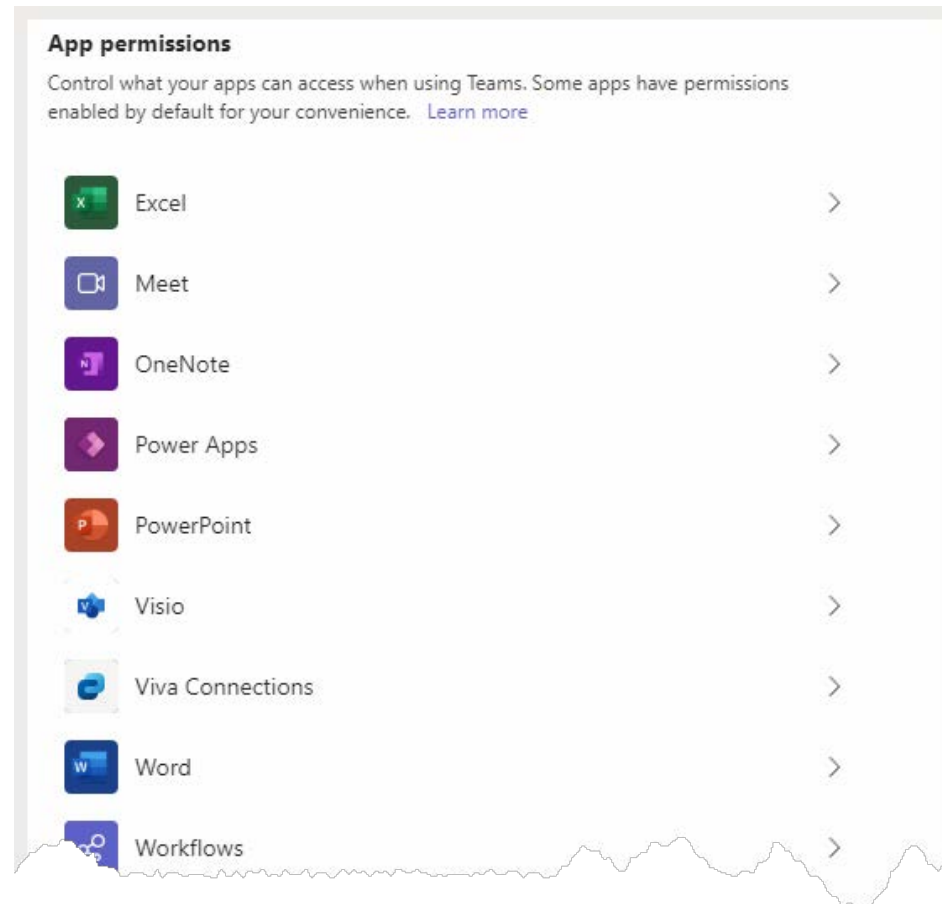 App permissions
Control what your apps can access when using Teams. Some apps have permissions
enabled by default for your convenience. Learn more
X Excel
Meet
N OneNote
Power Apps
P PowerPoint
V Visio
Viva Connections
W Word
Workflows